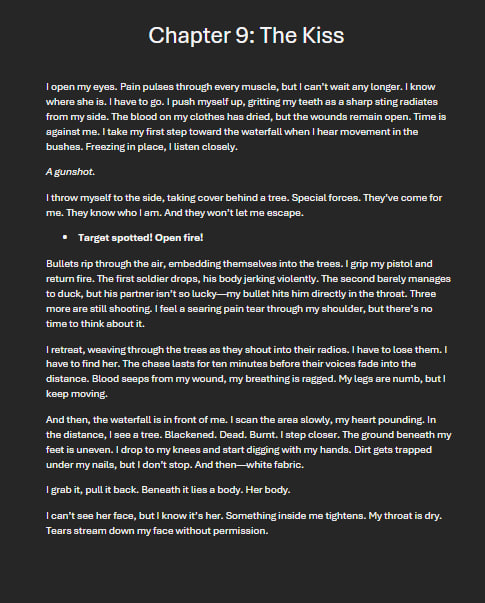 Chapter 9: The Kiss
I open my eyes. Pain pulses through every muscle, but I can't wait any longer. I know
where she is. I have to go. I push myself up, gritting my teeth as a sharp sting radiates
from my side. The blood on my clothes has dried, but the wounds remain open. Time is
against me. I take my first step toward the waterfall when I hear movement in the
bushes. Freezing in place, I listen closely.
A gunshot.
I throw myself to the side, taking cover behind a tree. Special forces. They've come for
me. They know who I am. And they won't let me escape.
• Target spotted! Open fire!
Bullets rip through the air, embedding themselves into the trees. I grip my pistol and
return fire. The first soldier drops, his body jerking violently. The second barely manages
to duck, but his partner isn't so lucky—my bullet hits him directly in the throat. Three
more are still shooting. I feel a searing pain tear through my shoulder, but there's no
time to think about it.
I retreat, weaving through the trees as they shout into their radios. I have to lose them. I
have to find her. The chase lasts for ten minutes before their voices fade into the
distance. Blood seeps from my wound, my breathing is ragged. My legs are numb, but I
keep moving.
And then, the waterfall is in front of me. I scan the area slowly, my heart pounding. In
the distance, I see a tree. Blackened. Dead. Burnt. I step closer. The ground beneath my
feet is uneven. I drop to my knees and start digging with my hands. Dirt gets trapped
under my nails, but I don't stop. And then—white fabric.
I grab it, pull it back. Beneath it lies a body. Her body.
I can't see her face, but I know it's her. Something inside me tightens. My throat is dry.
Tears stream down my face without permission.